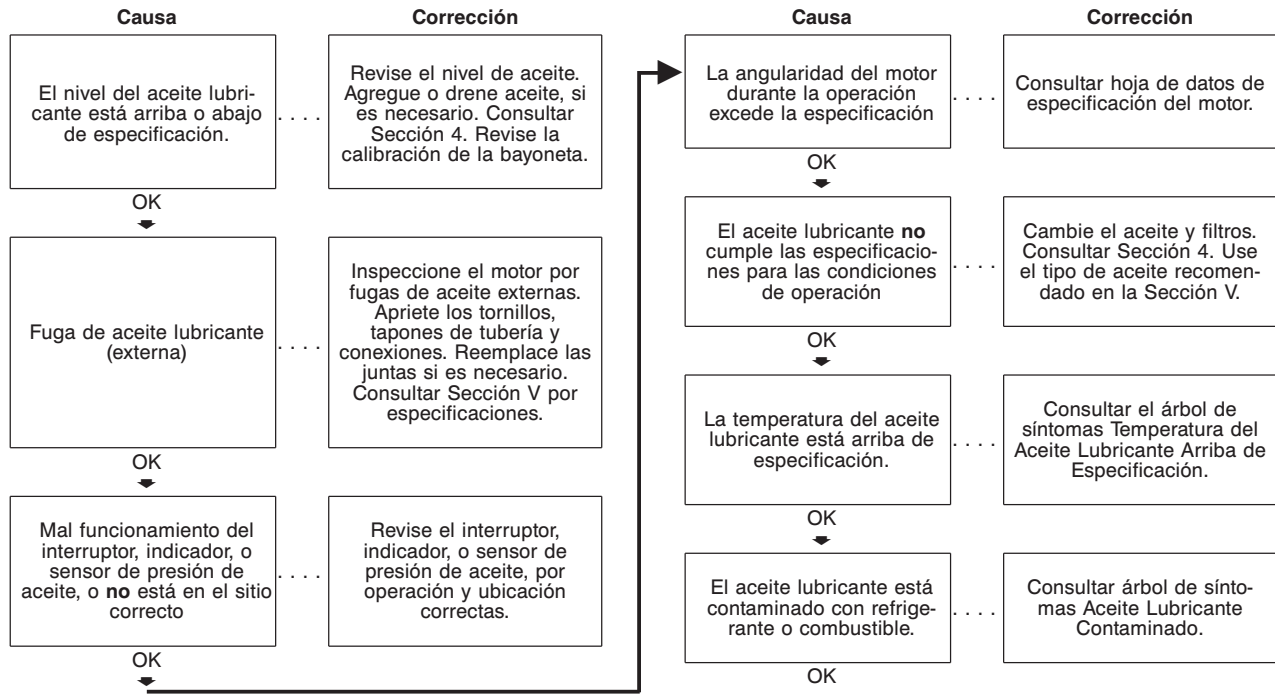 Causa
Corrección
El nivel del aceite lubri-
cante está arriba o abajo
de especificación.
. . . .
Revise el nivel de aceite.
Agregue o drene aceite, si
es necesario. Consultar
Sección 4. Revise la
calibración de la bayoneta.
OK
Fuga de aceite lubricante
(externa)
. . . .
Inspeccione el motor por
fugas de aceite externas.
Apriete los tornillos,
tapones de tubería y
conexiones. Reemplace las
juntas si es necesario.
Consultar Sección V por
especificaciones.
OK
Mal funcionamiento del
interruptor, indicador, o
sensor de presión de
aceite, o no está en el sitio
correcto
. . . .
Revise el interruptor,
indicador, o sensor de
presión de aceite, por
operación y ubicación
correctas.
OK
Causa
Corrección
La angularidad del motor
durante la operación
excede la especificación
. . . .
Consultar hoja de datos de
especificación del motor.
OK
El aceite lubricante no
cumple las especificacio-
nes para las condiciones
de operación
. . . .
Cambie el aceite y filtros.
Consultar Sección 4. Use
el tipo de aceite recomen-
dado en la Sección V.
OK
La temperatura del aceite
lubricante está arriba de
especificación.
. . . .
Consultar el árbol de
síntomas Temperatura del
Aceite Lubricante Arriba de
Especificación.
OK
El aceite lubricante está
contaminado con refrige-
rante o combustible.
. . . .
Consultar árbol de sínto-
mas Aceite Lubricante
Contaminado.
OK